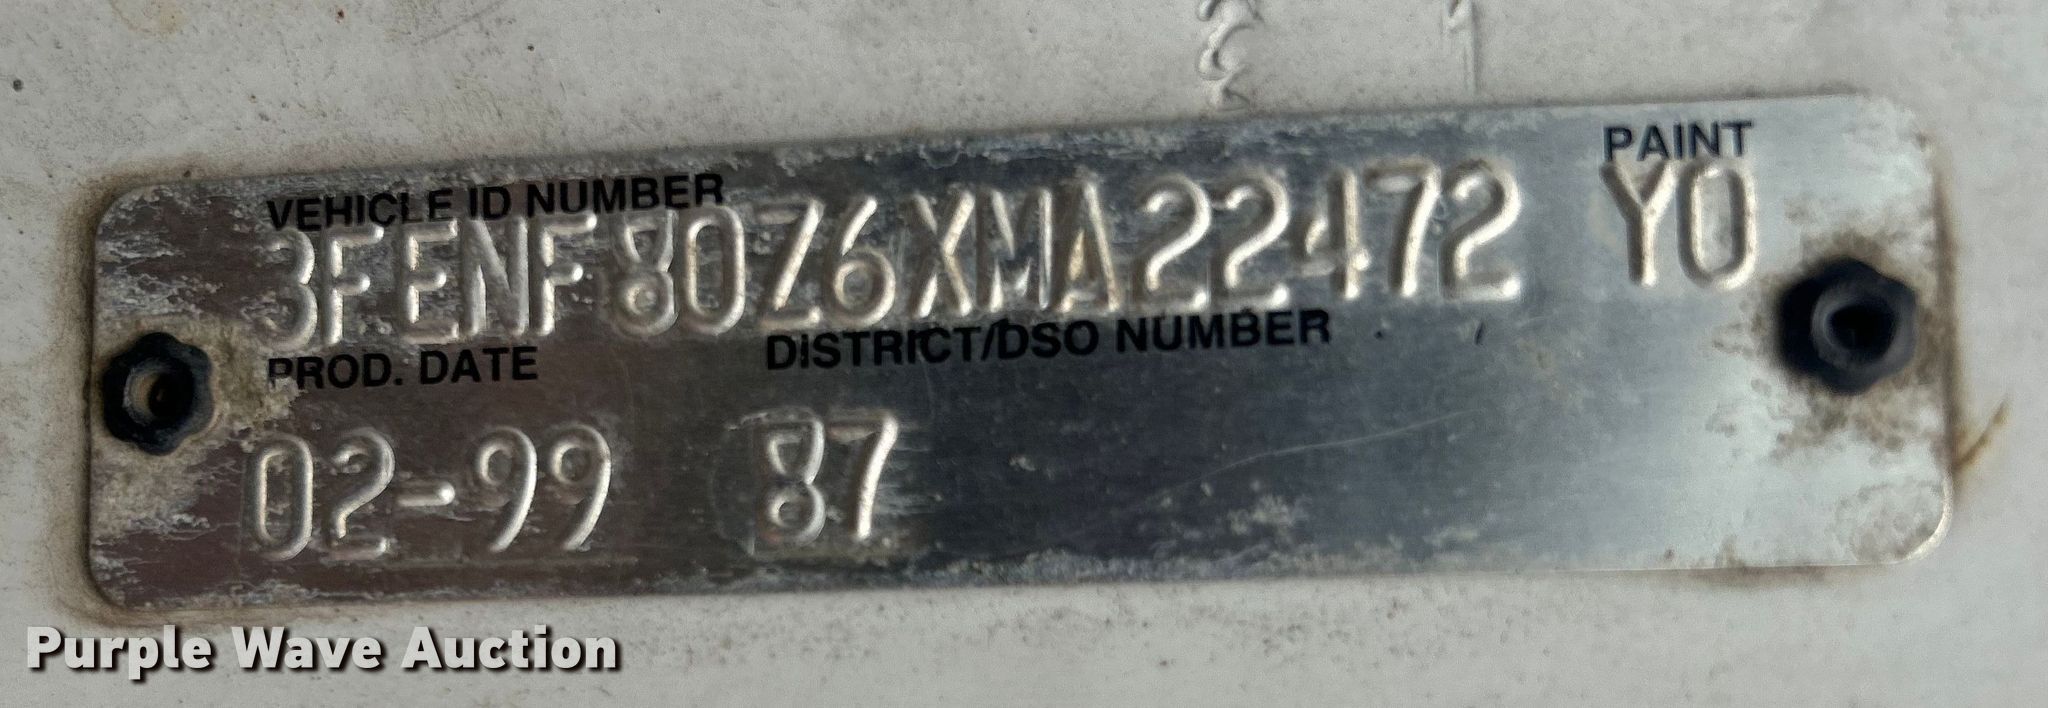 VEHICLE ID NUMBER PAINT
3FENF80Z6XMA22472 YO
PROD. DATE DISTRICT/DSO NUMBER
02-99 87
Purple Wave Auction